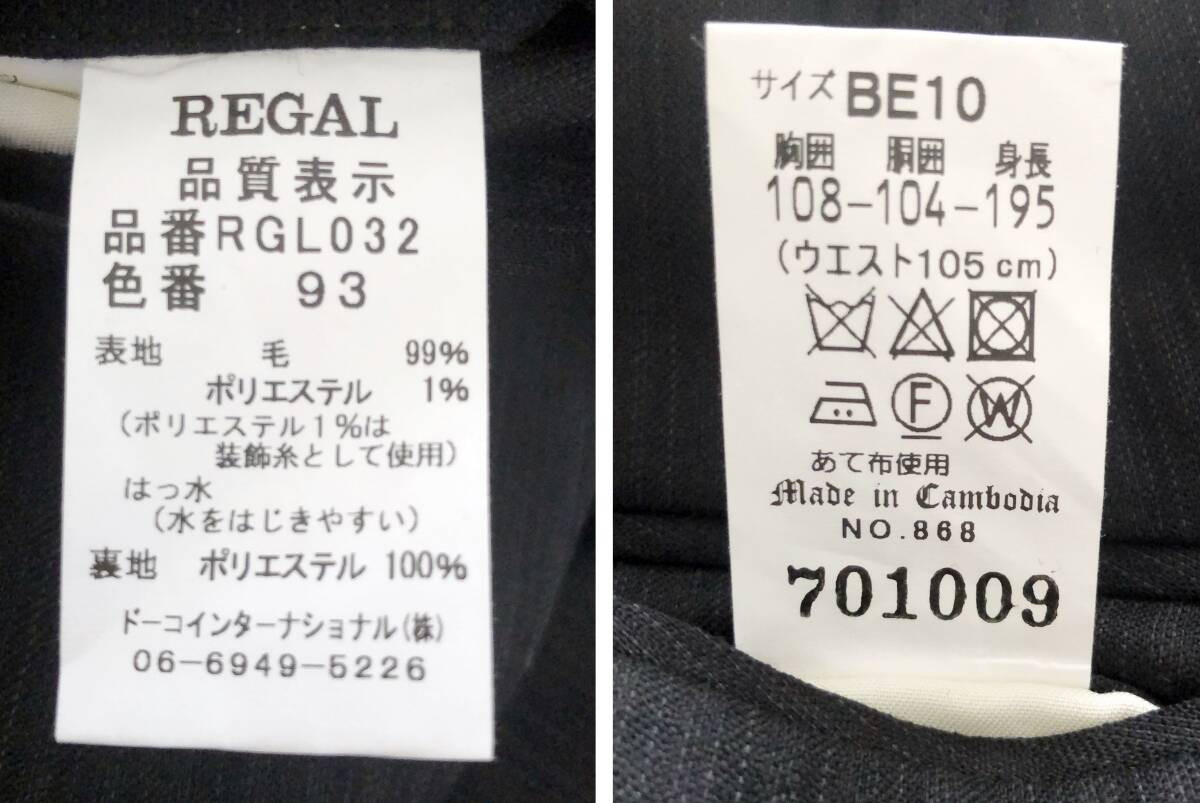 REGAL
品質表示
品番RGL032
色番 93
表地 毛 99%
ポリエステル 1%
(ポリエステル1%は
装飾糸として使用)
はっ水
(水をはじきやすい)
裏地 ポリエステル 100%
ドーコインターナショナル(株)
06-6949-5226
サイズ BE10
胸囲 胴囲 身長
108-104-195
(ウエスト105cm)
F W
あて布使用
Made in Cambodia
NO.868
701009